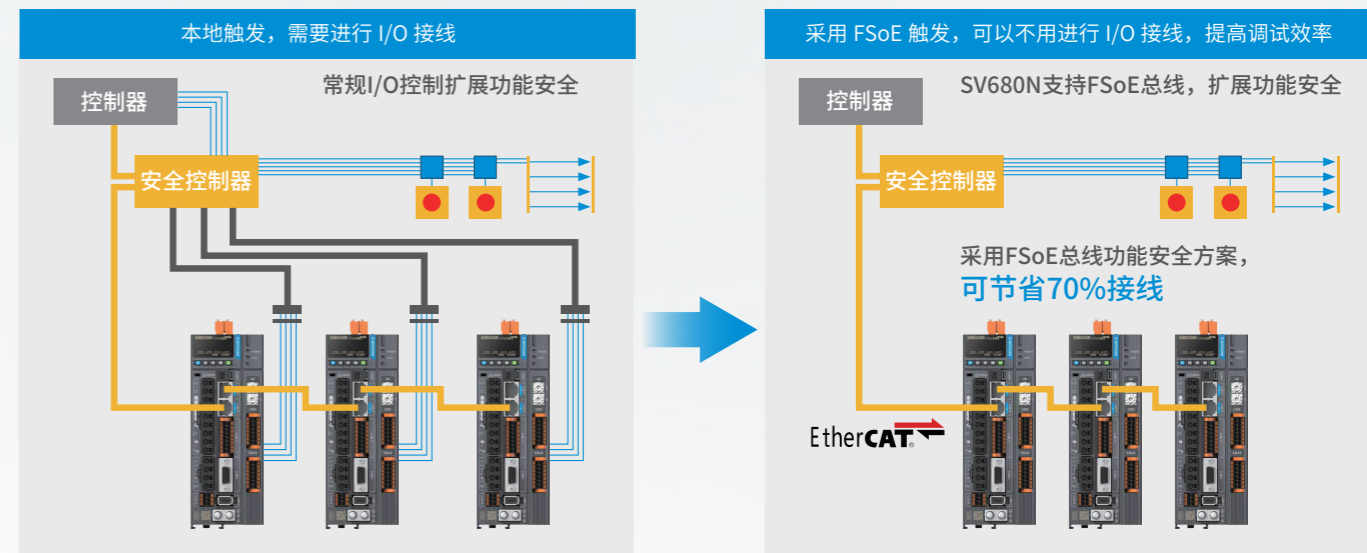 本地触发，需要进行 I/O 接线
常规I/O控制扩展功能安全
控制器
安全控制器
采用 FSoE 触发，可以不用进行 I/O 接线，提高调试效率
SV680N支持FSoE总线，扩展功能安全
控制器
安全控制器
采用FSoE总线功能安全方案，
可节省70%接线
EtherCAT®